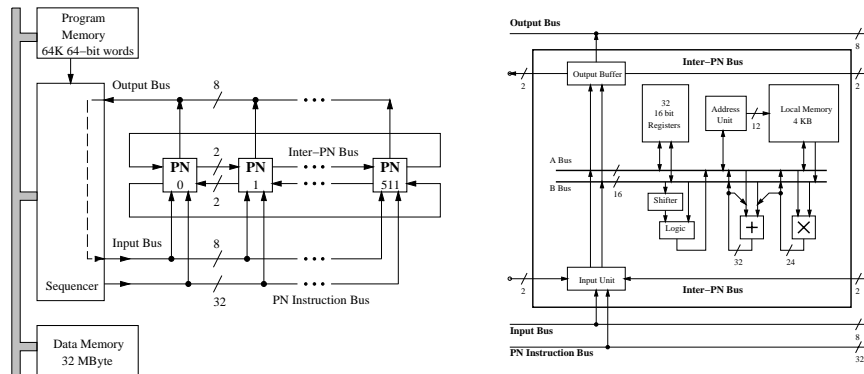 Program
Memory
64K 64-bit words
Output Bus
8
2
Inter-PN Bus
PN
0
PN
1
PN
511
2
Input Bus
8
Sequencer
32
PN Instruction Bus
Data Memory
32 MByte
Output Bus
8
Inter-PN Bus
2
Output Buffer
2
32
16 bit
Registers
Address
Unit
12
Local Memory
4 KB
A Bus
B Bus
16
Shifter
Logic
32
24
2
Input Unit
2
Inter-PN Bus
Input Bus
8
PN Instruction Bus
32